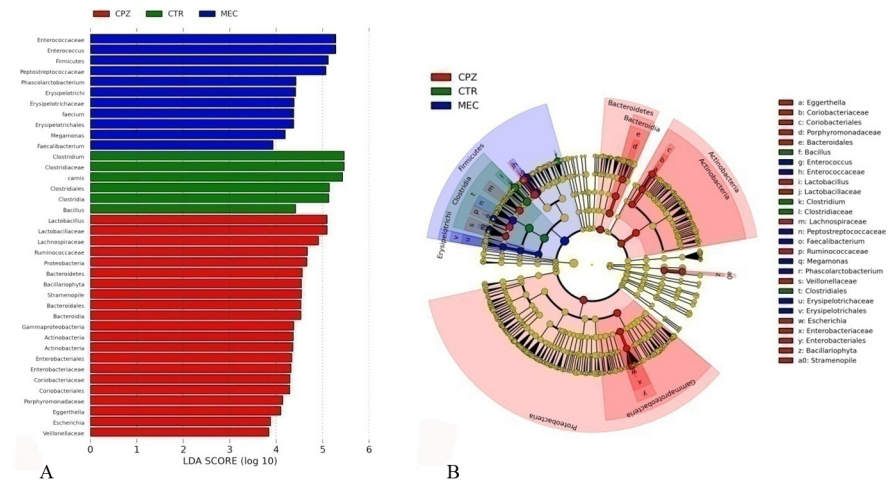 CPZ CTR MEC
Enterococcaceae
Enterococcus
Firmicutes
Peptostreptococcaceae
Phascolarctobacterium
Erysipelotrichi
Erysipelotrichaceae
faecium
Erysipelotrichales
Megamonas
Faecalibacterium
Clostridium
Clostridiaceae
camis
Clostridiales
Clostridia
Bacillus
Lactobacillus
Lactobacillaceae
Lachnospiraceae
Ruminococcaceae
Proteobacteria
Bacteroidetes
Bacillariophyta
Stramenopile
Bacteroidales
Bacteroidia
Gammaproteobacteria
Actinobacteria
Actinobacteria
Enterobacteriales
Enterobacteriaceae
Coriobacteriaceae
Coriobacteriales
Porphyromonadaceae
Eggerthella
Escherichia
Veillonellaceae
0 1 2 3 4 5 6
LDA SCORE (log 10)
A
CPZ
CTR
MEC
Bacteroidetes
Bacteroidia
e
d
Actinobacteria
Actinobacteria
c
Firmicutes
Clostridia
Erysipelotrichi
t
m
n
p
s
v
u
z
a0
w
x
y
Gammaproteobacteria
Proteobacteria
a: Eggerthella
b: Coriobacteriaceae
c: Coriobacteriales
d: Porphyromonadaceae
e: Bacteroidales
f: Bacillus
g: Enterococcus
h: Enterococcaceae
i: Lactobacillus
j: Lactobacillaceae
k: Clostridium
l: Clostridiaceae
m: Lachnospiraceae
n: Peptostreptococcaceae
o: Faecalibacterium
p: Ruminococcaceae
q: Megamonas
r: Phascolarctobacterium
s: Veillonellaceae
t: Clostridiales
u: Erysipelotrichaceae
v: Erysipelotrichales
w: Escherichia
x: Enterobacteriaceae
y: Enterobacteriales
z: Bacillariophyta
a0: Stramenopile
B